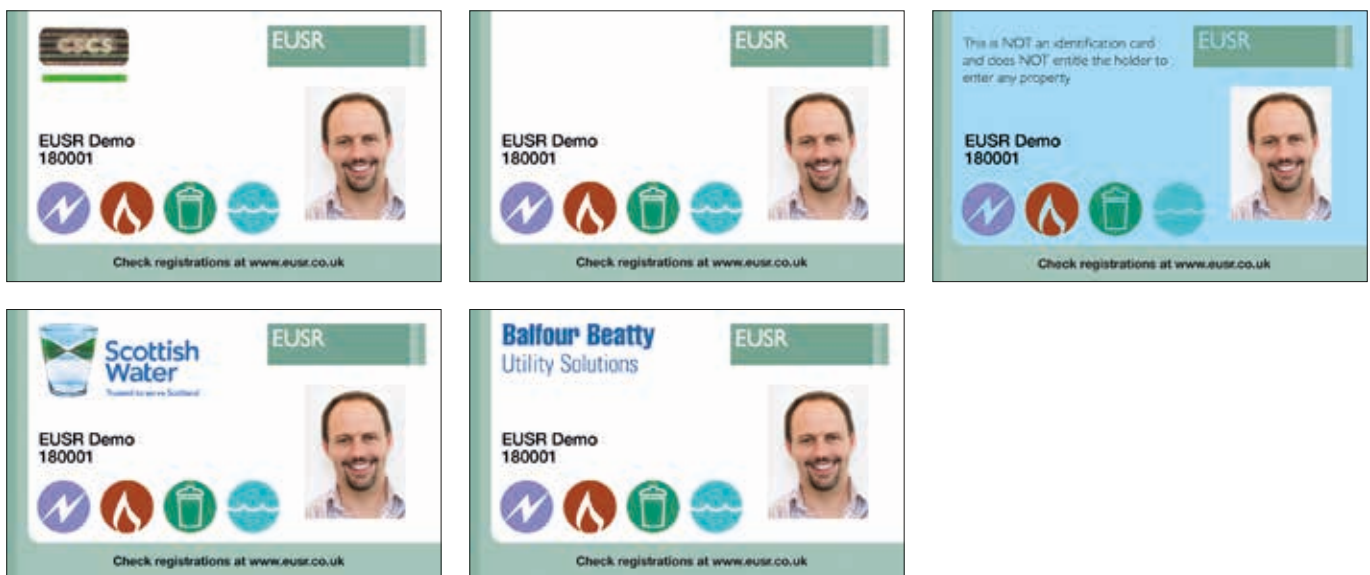 CSCS
EUSR
EUSR Demo
180001
Check registrations at www.eusr.co.uk
EUSR
EUSR Demo
180001
Check registrations at www.eusr.co.uk
This is NOT an identification card
and does NOT entitle the holder to
enter any property
EUSR
EUSR Demo
180001
Check registrations at www.eusr.co.uk
Scottish
Water
Trusted to serve Scotland
EUSR
EUSR Demo
180001
Check registrations at www.eusr.co.uk
Balfour Beatty
Utility Solutions
EUSR
EUSR Demo
180001
Check registrations at www.eusr.co.uk